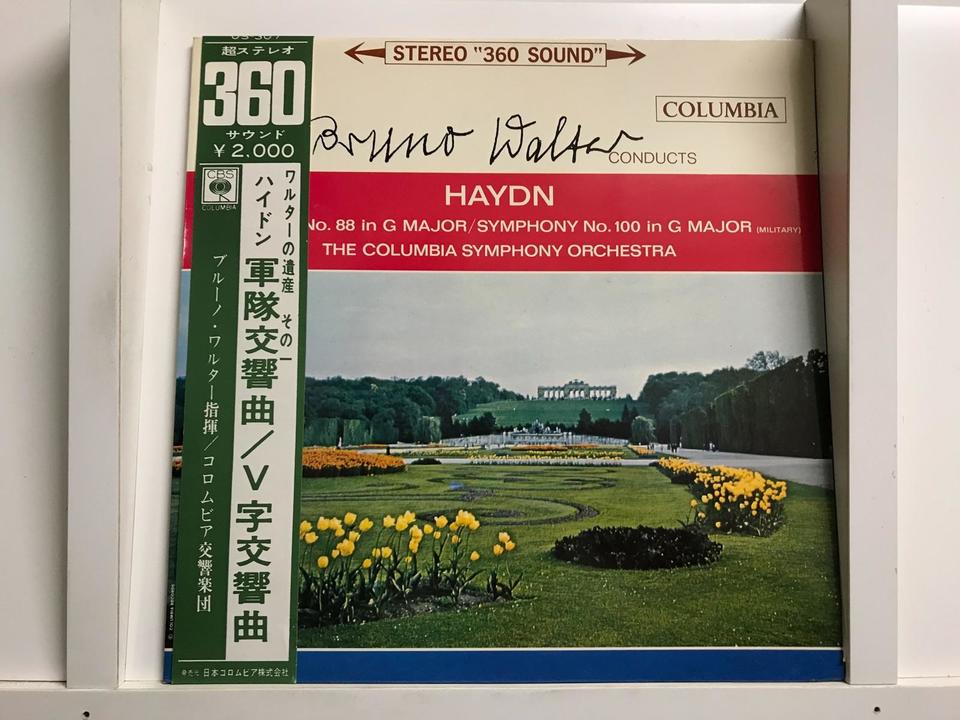 超ステレオ
360
サウンド
¥2,000
CBS
COLUMBIA
ワルターの遺産 その一
ハイドン 軍隊交響曲/V字交響曲
ブルーノ・ワルター指揮/コロムビア交響楽団
発売元 日本コロムビア株式会社
STEREO "360 SOUND"
COLUMBIA
Bruno Walter
CONDUCTS
HAYDN
No. 88 in G MAJOR/SYMPHONY No. 100 in G MAJOR (MILITARY)
THE COLUMBIA SYMPHONY ORCHESTRA